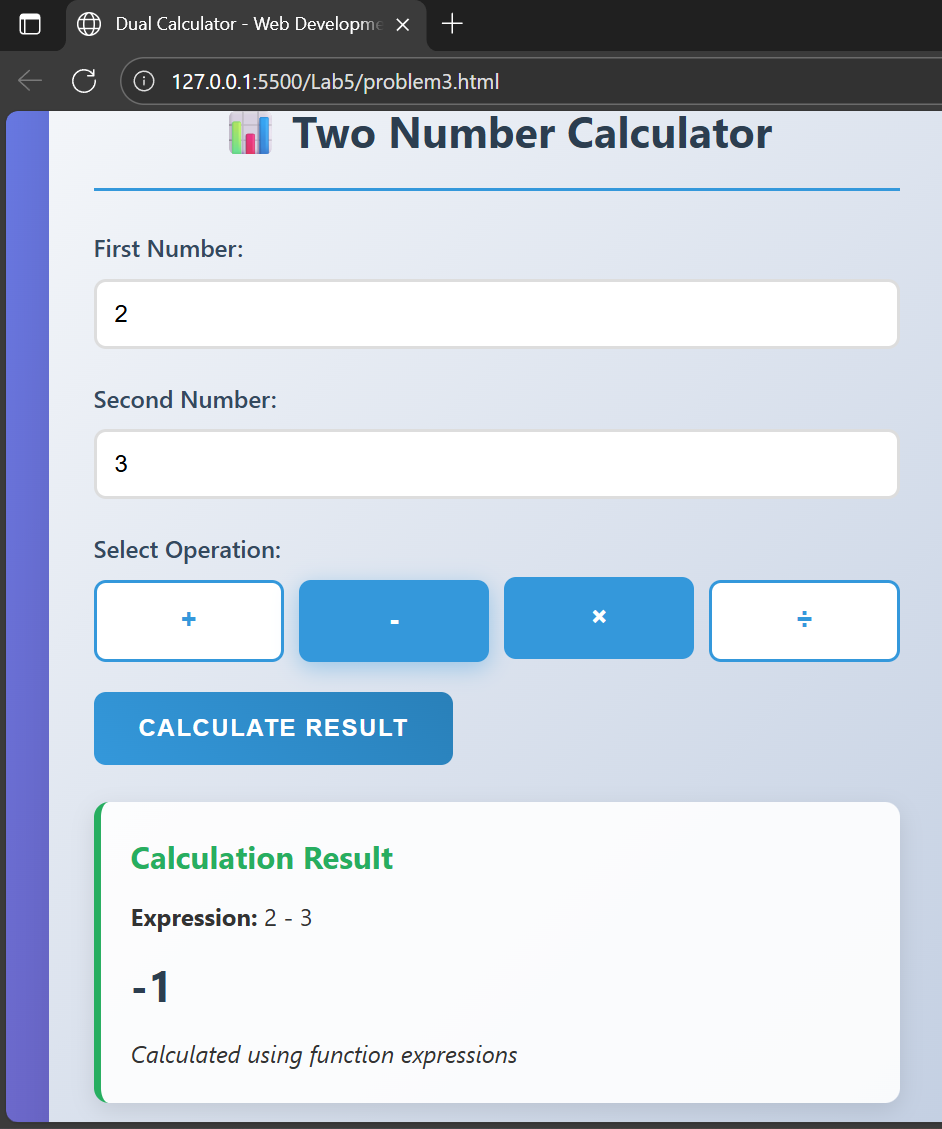 Dual Calculator - Web Developme
127.0.0.1:5500/Lab5/problem3.html
📊 Two Number Calculator
First Number:
2
Second Number:
3
Select Operation:
+ - × ÷
CALCULATE RESULT
Calculation Result
Expression: 2 - 3
-1
Calculated using function expressions